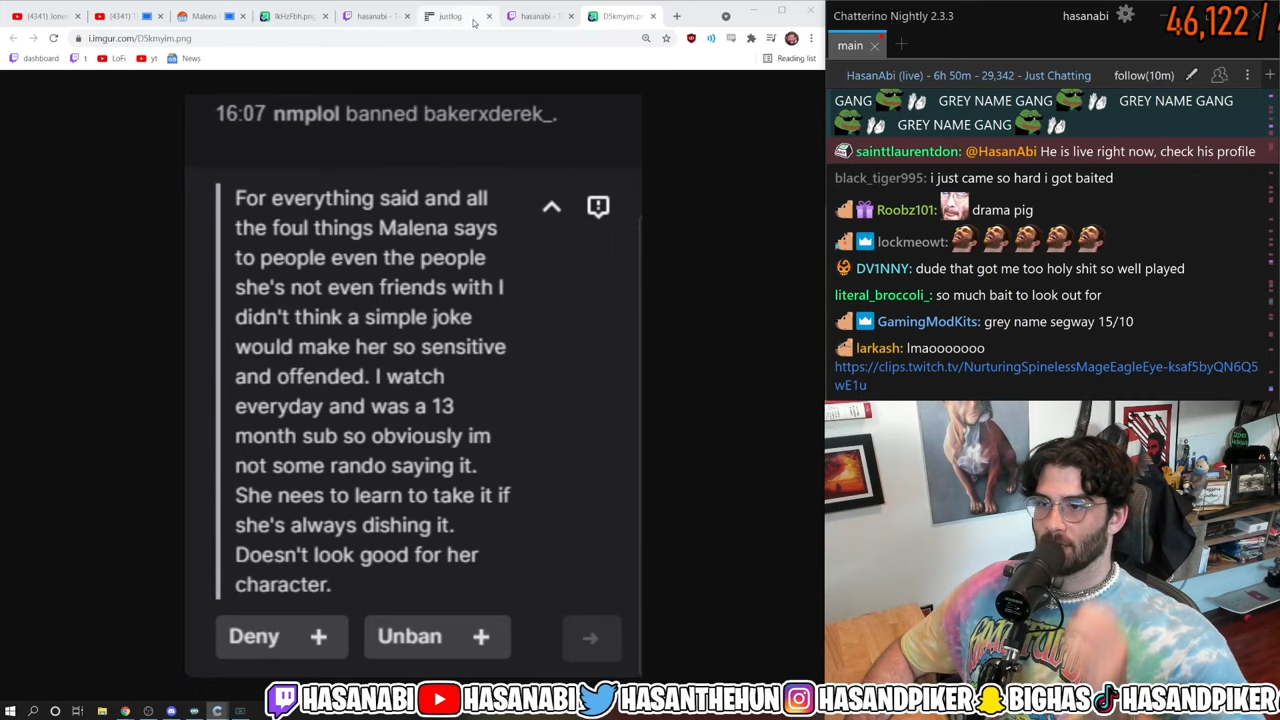 (4341) Jones
(4341) T
Malena
lkHzFbh.png
hasanabi - T
justlog
hasanabi - T
D5kmyim.pn
i.imgur.com/D5kmyim.png
dashboard
t
LoFi
yt
News
Reading list
16:07 nmplol banned bakerxderek_.
For everything said and all
the foul things Malena says
to people even the people
she's not even friends with I
didn't think a simple joke
would make her so sensitive
and offended. I watch
everyday and was a 13
month sub so obviously im
not some rando saying it.
She nees to learn to take it if
she's always dishing it.
Doesn't look good for her
character.
Deny +
Unban +
Chatterino Nightly 2.3.3
hasanabi
46,122 /
main
HasanAbi (live) - 6h 50m - 29,342 - Just Chatting
follow(10m)
GANG GREY NAME GANG GREY NAME GANG
GREY NAME GANG
sainttlaurentdon: @HasanAbi He is live right now, check his profile
black_tiger995: i just came so hard i got baited
Roobz101: drama pig
lockmeowt:
DV1NNY: dude that got me too holy shit so well played
literal_broccoli_: so much bait to look out for
GamingModKits: grey name segway 15/10
larkash: lmaooooooo
https://clips.twitch.tv/NurturingSpinelessMageEagleEye-ksaf5byQN6Q5
wE1u
HASANABI
HASANABI
HASANTHEHUN
HASANDPIKER
BIGHAS
HASANDPIKER